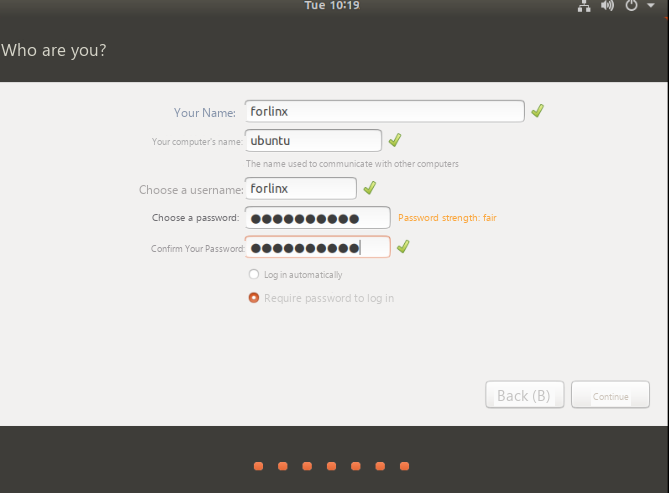 Tue 10:19
Who are you?
Your Name: forlinx
Your computer's name: ubuntu
The name used to communicate with other computers
Choose a username: forlinx
Choose a password: ●●●●●●●●●● Password strength: fair
Confirm Your Password: ●●●●●●●●●●
Log in automatically
Require password to log in
Back (B) Continue